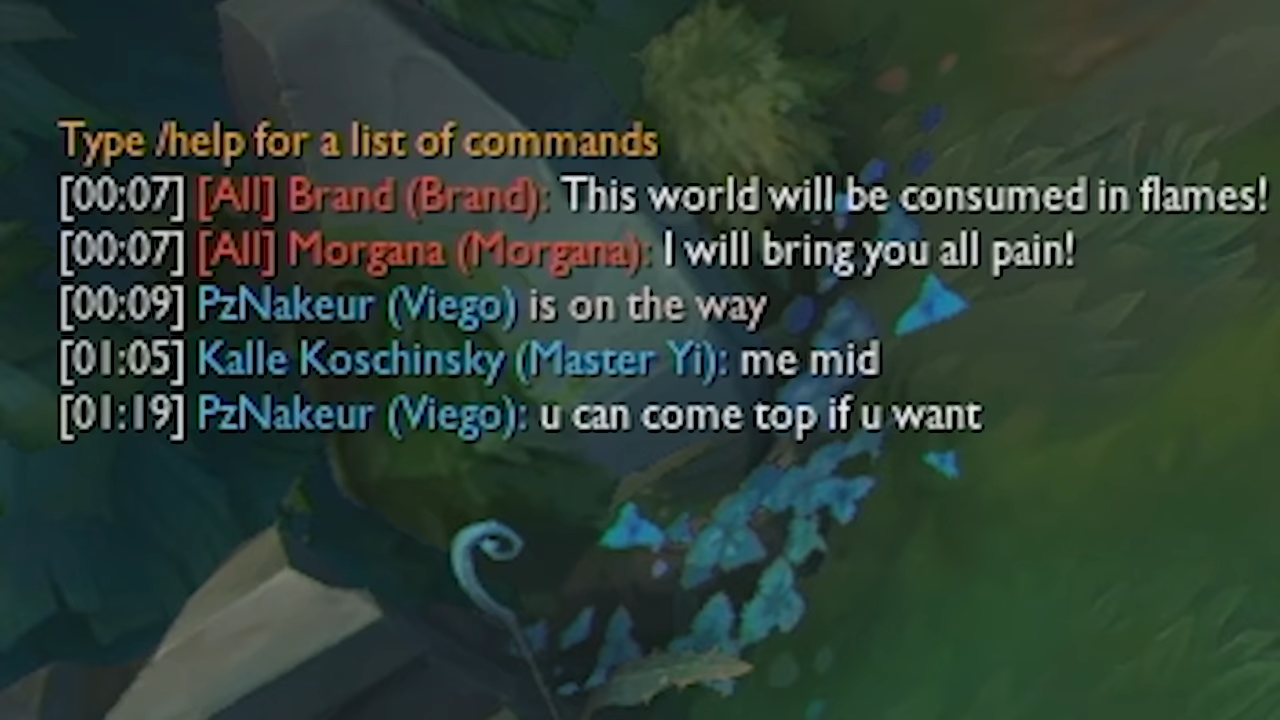 Type /help for a list of commands
[00:07] [All] Brand (Brand): This world will be consumed in flames!
[00:07] [All] Morgana (Morgana): I will bring you all pain!
[00:09] PzNakeur (Viego) is on the way
[01:05] Kalle Koschinsky (Master Yi): me mid
[01:19] PzNakeur (Viego): u can come top if u want